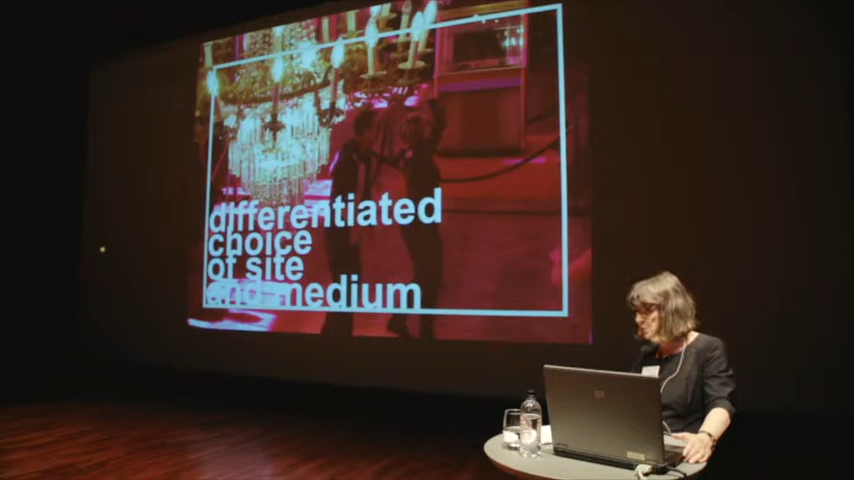 differentiated
choice
of site
and medium